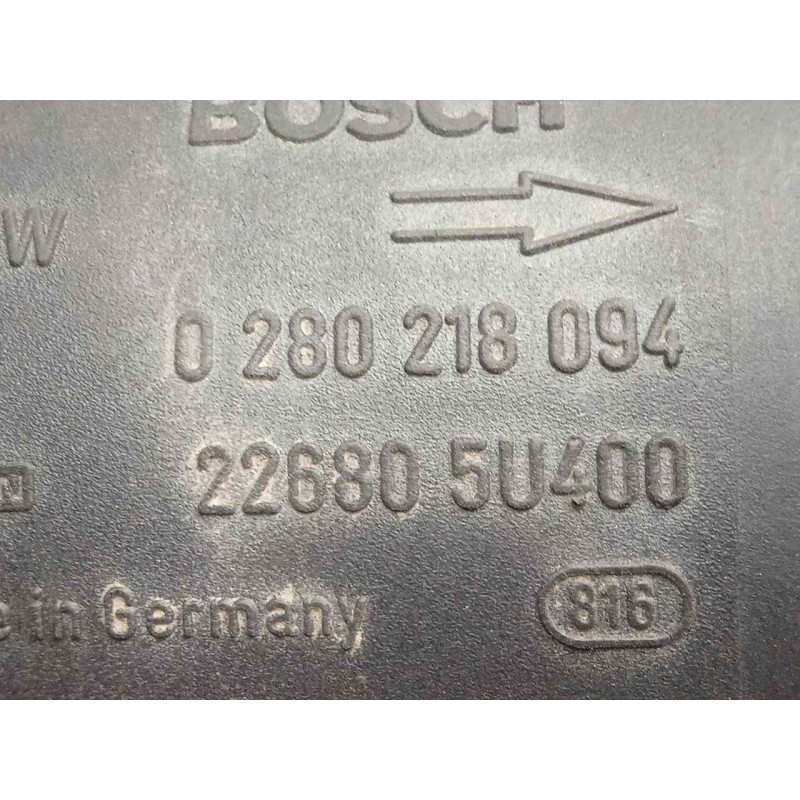 BOSCH
W
0 280 218 094
22680 5U400
N
e in Germany
816